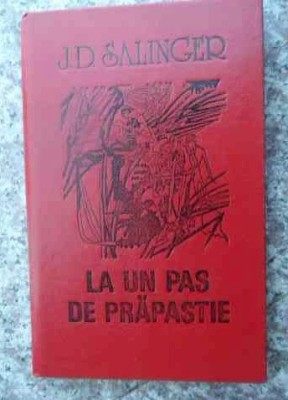 J.D. SALINGER
LA UN PAS
DE PRĂPASTIE